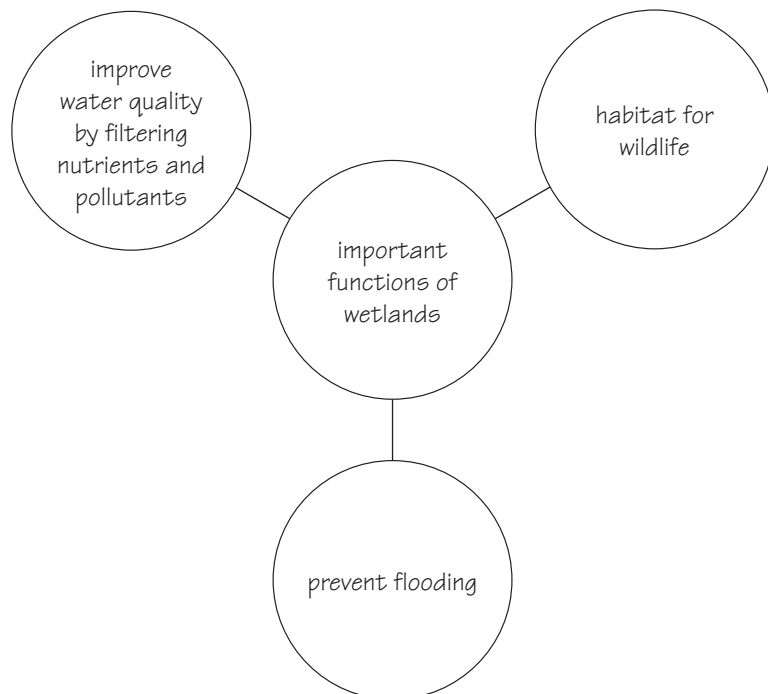 improve
water quality
by filtering
nutrients and
pollutants
habitat for
wildlife
important
functions of
wetlands
prevent flooding